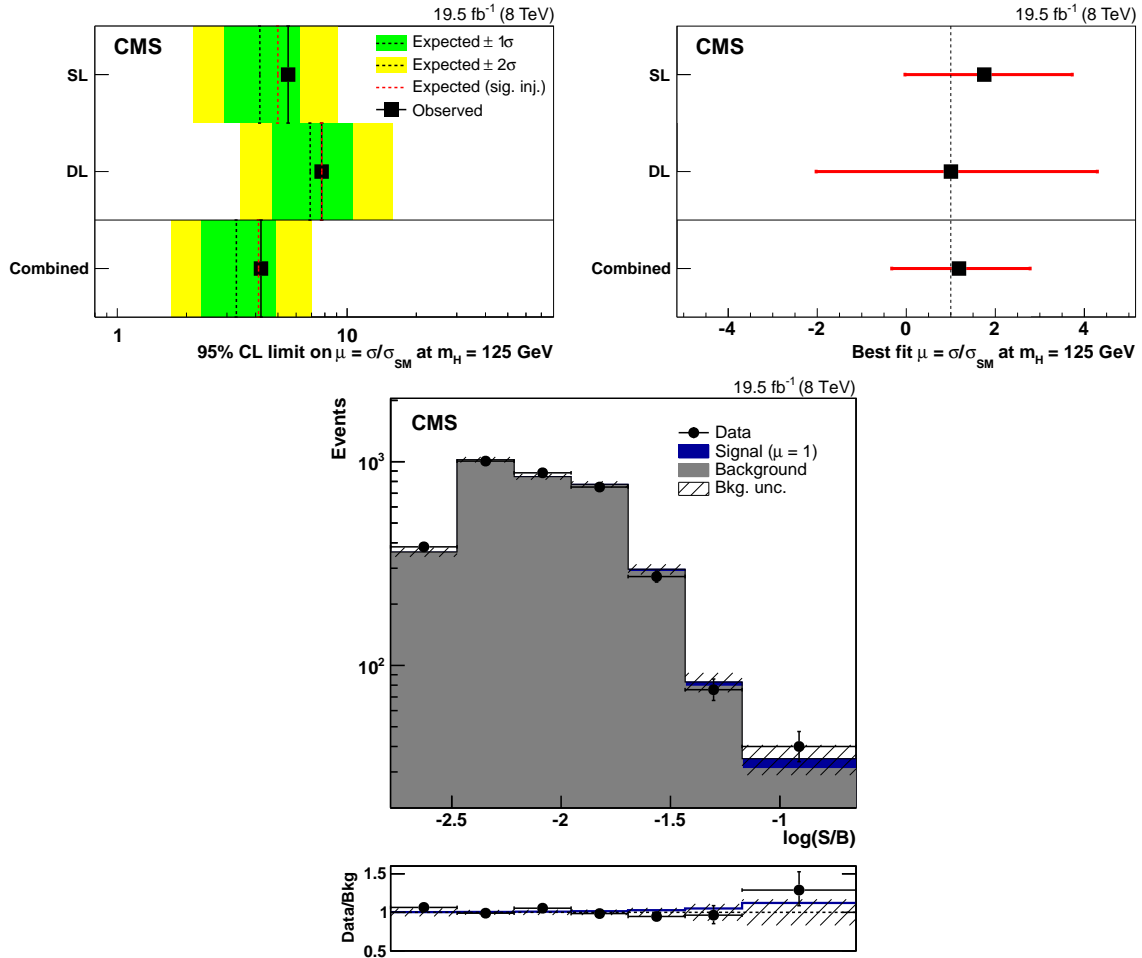 19.5 fb⁻¹ (8 TeV)
CMS
Expected ± 1σ
Expected ± 2σ
Expected (sig. inj.)
Observed
SL
DL
Combined
1
10
95% CL limit on μ = σ/σ_SM at m_H = 125 GeV
19.5 fb⁻¹ (8 TeV)
CMS
SL
DL
Combined
-4 -2 0 2 4
Best fit μ = σ/σ_SM at m_H = 125 GeV
19.5 fb⁻¹ (8 TeV)
CMS
Data
Signal (μ = 1)
Background
Bkg. unc.
Events
10³
10²
-2.5 -2 -1.5 -1
log(S/B)
Data/Bkg
1.5
1
0.5